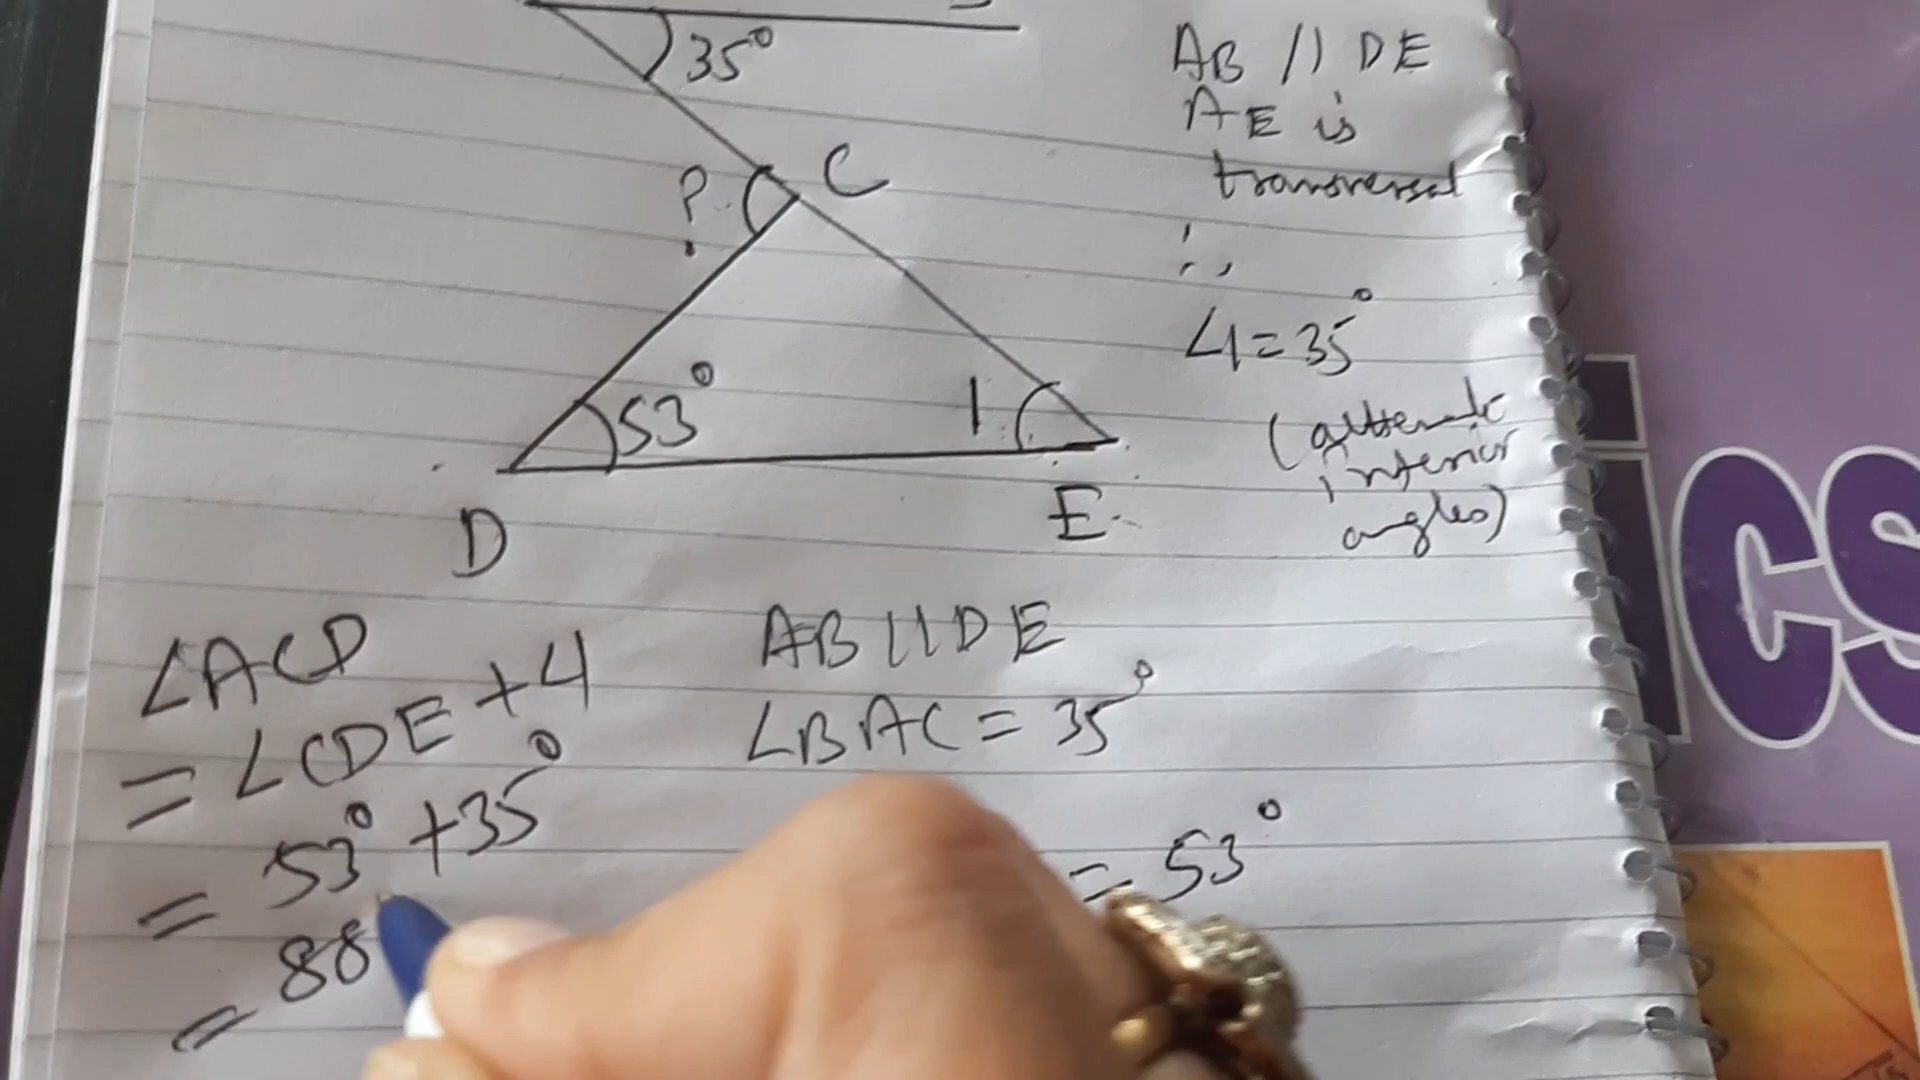 35°
AB // DE
AE is
transversal
∴
∠1 = 35°
(alternate
interior
angles)
C
?
53°
1
D
E
∠ACD
= ∠CDE + ∠1
= 53° + 35°
= 88
AB || DE
∠BAC = 35°
= 53°
ics